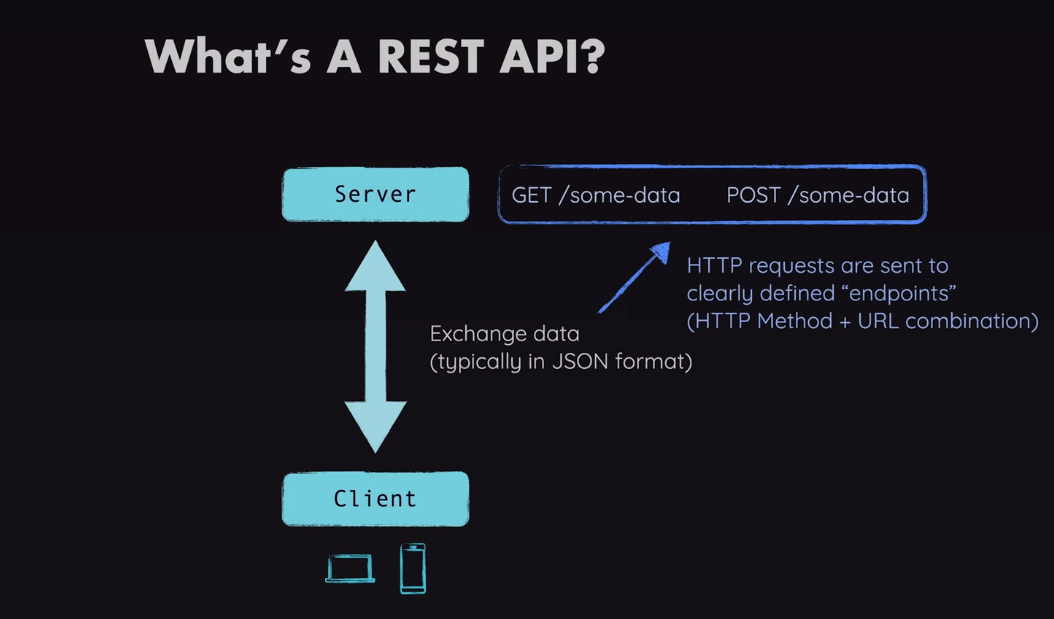 What's A REST API?
Server
GET /some-data
POST /some-data
HTTP requests are sent to
clearly defined “endpoints”
(HTTP Method + URL combination)
Exchange data
(typically in JSON format)
Client